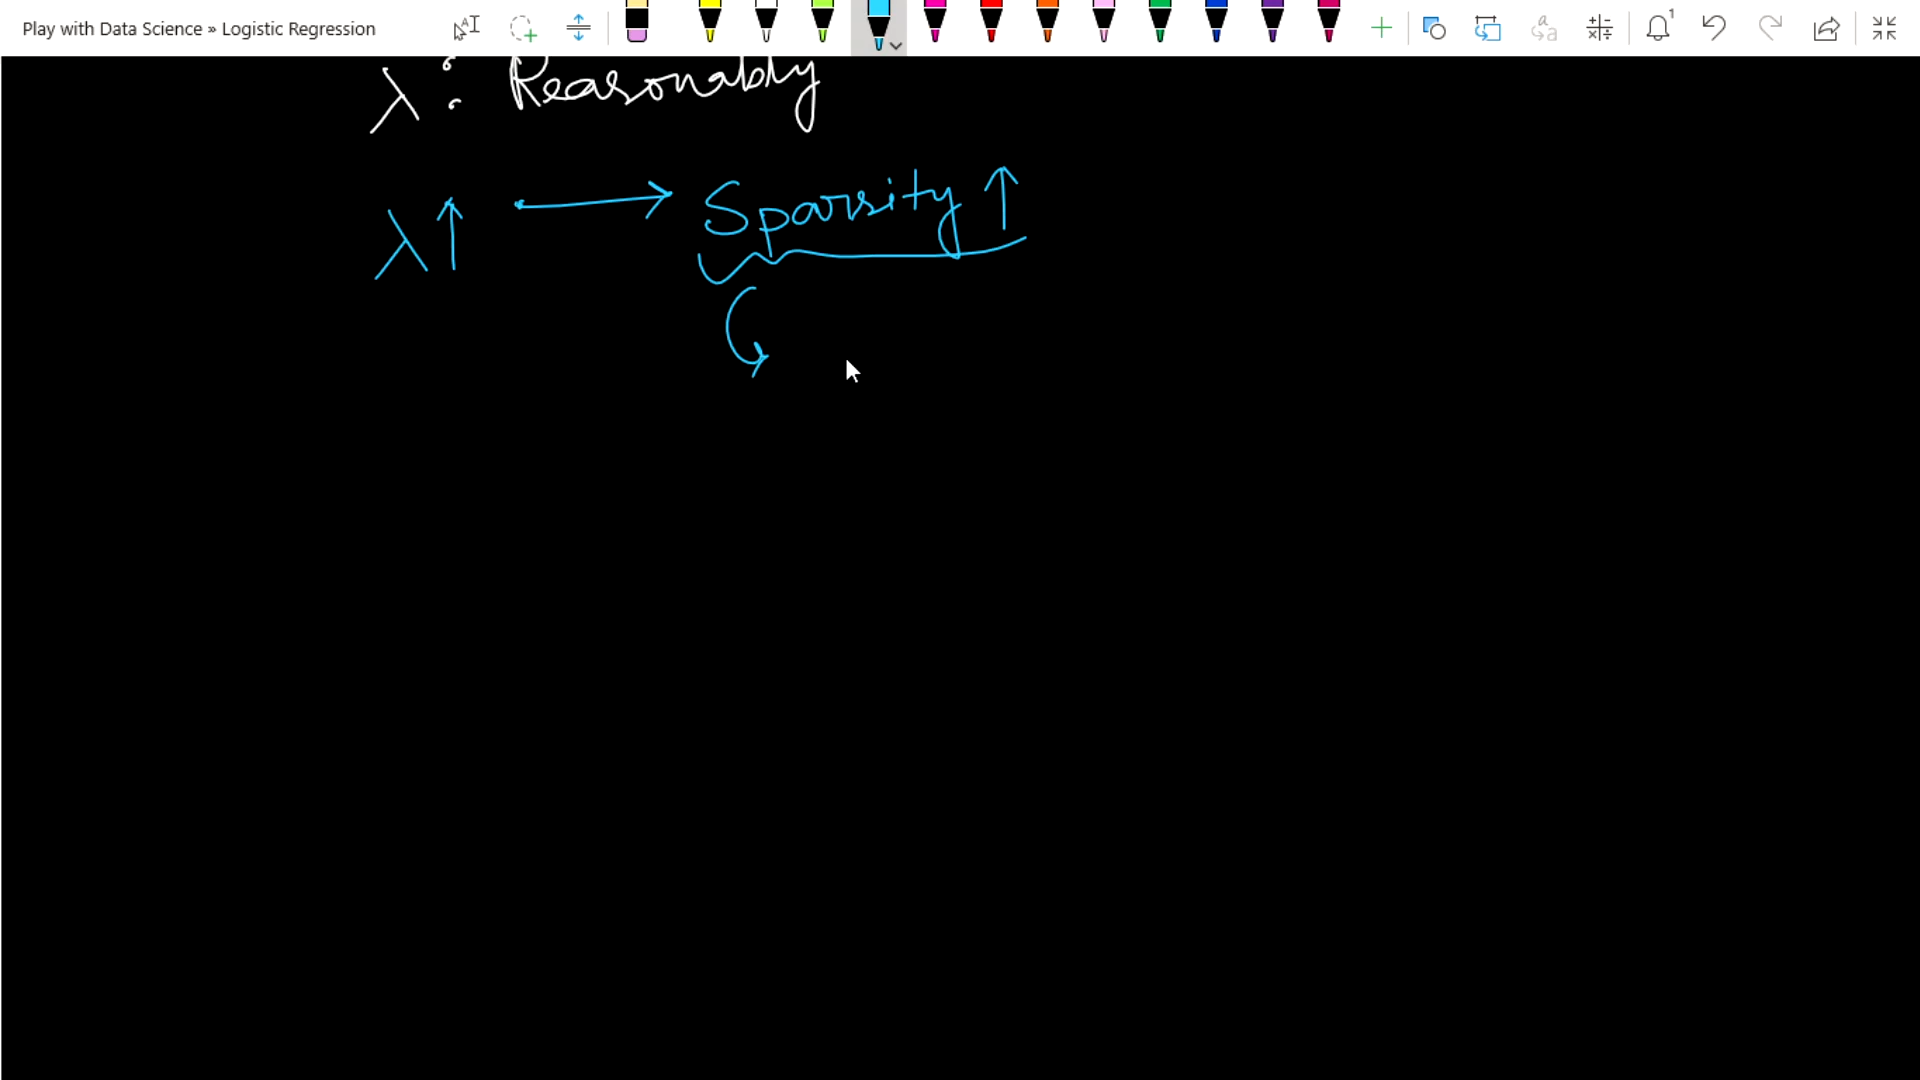 Play with Data Science » Logistic Regression
λ : Reasonably
λ↑ → Sparsity ↑